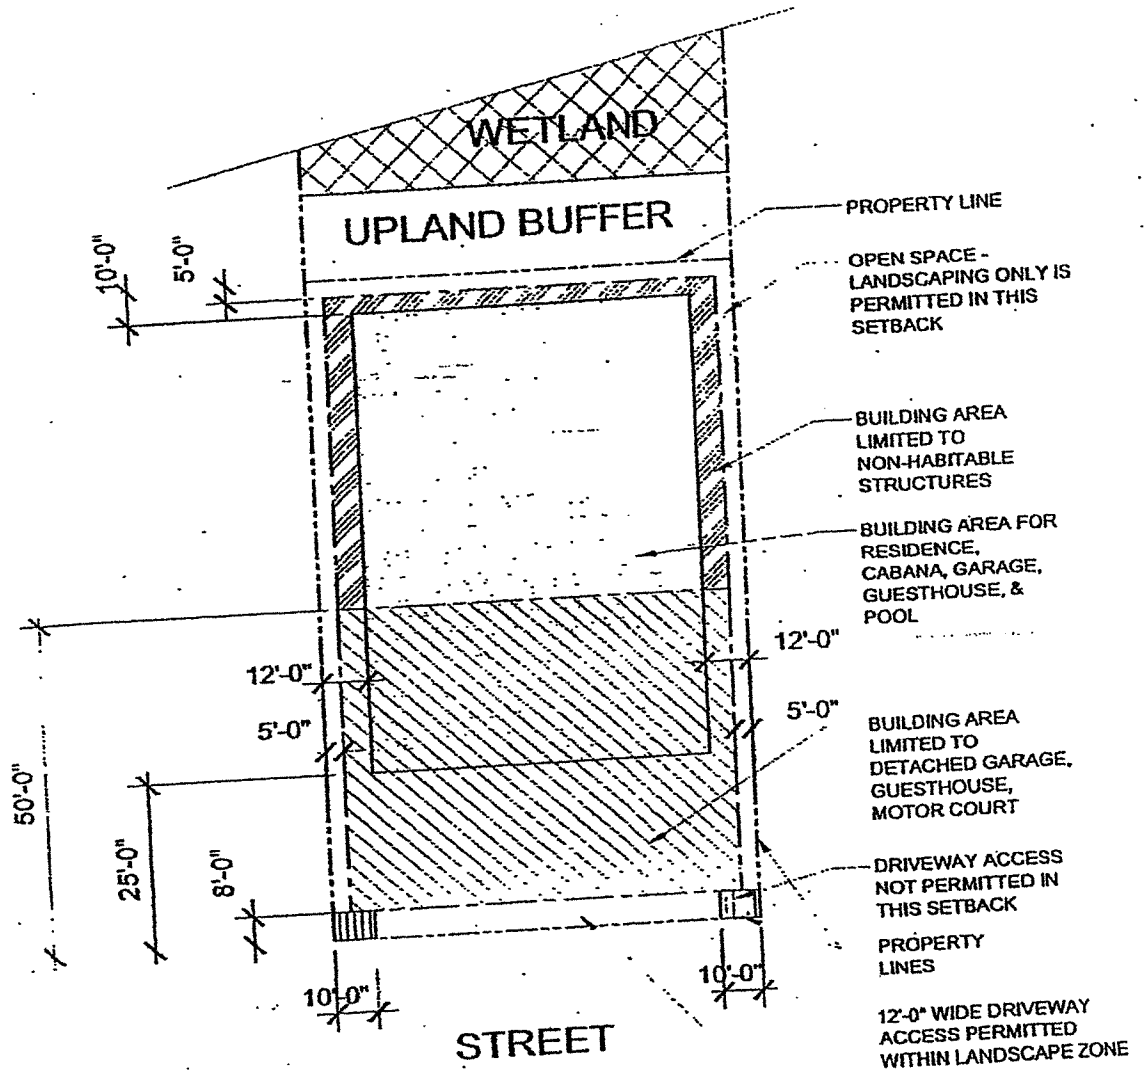 WETLAND
UPLAND BUFFER
10'-0"
5'-0"
PROPERTY LINE
OPEN SPACE -
LANDSCAPING ONLY IS
PERMITTED IN THIS
SETBACK
BUILDING AREA
LIMITED TO
NON-HABITABLE
STRUCTURES
BUILDING AREA FOR
RESIDENCE,
CABANA, GARAGE,
GUESTHOUSE, &
POOL
12'-0"
12'-0"
5'-0"
5'-0"
50'-0"
25'-0"
8'-0"
BUILDING AREA
LIMITED TO
DETACHED GARAGE,
GUESTHOUSE,
MOTOR COURT
DRIVEWAY ACCESS
NOT PERMITTED IN
THIS SETBACK
PROPERTY
LINES
10'-0"
10'-0"
12'-0" WIDE DRIVEWAY
ACCESS PERMITTED
WITHIN LANDSCAPE ZONE
STREET